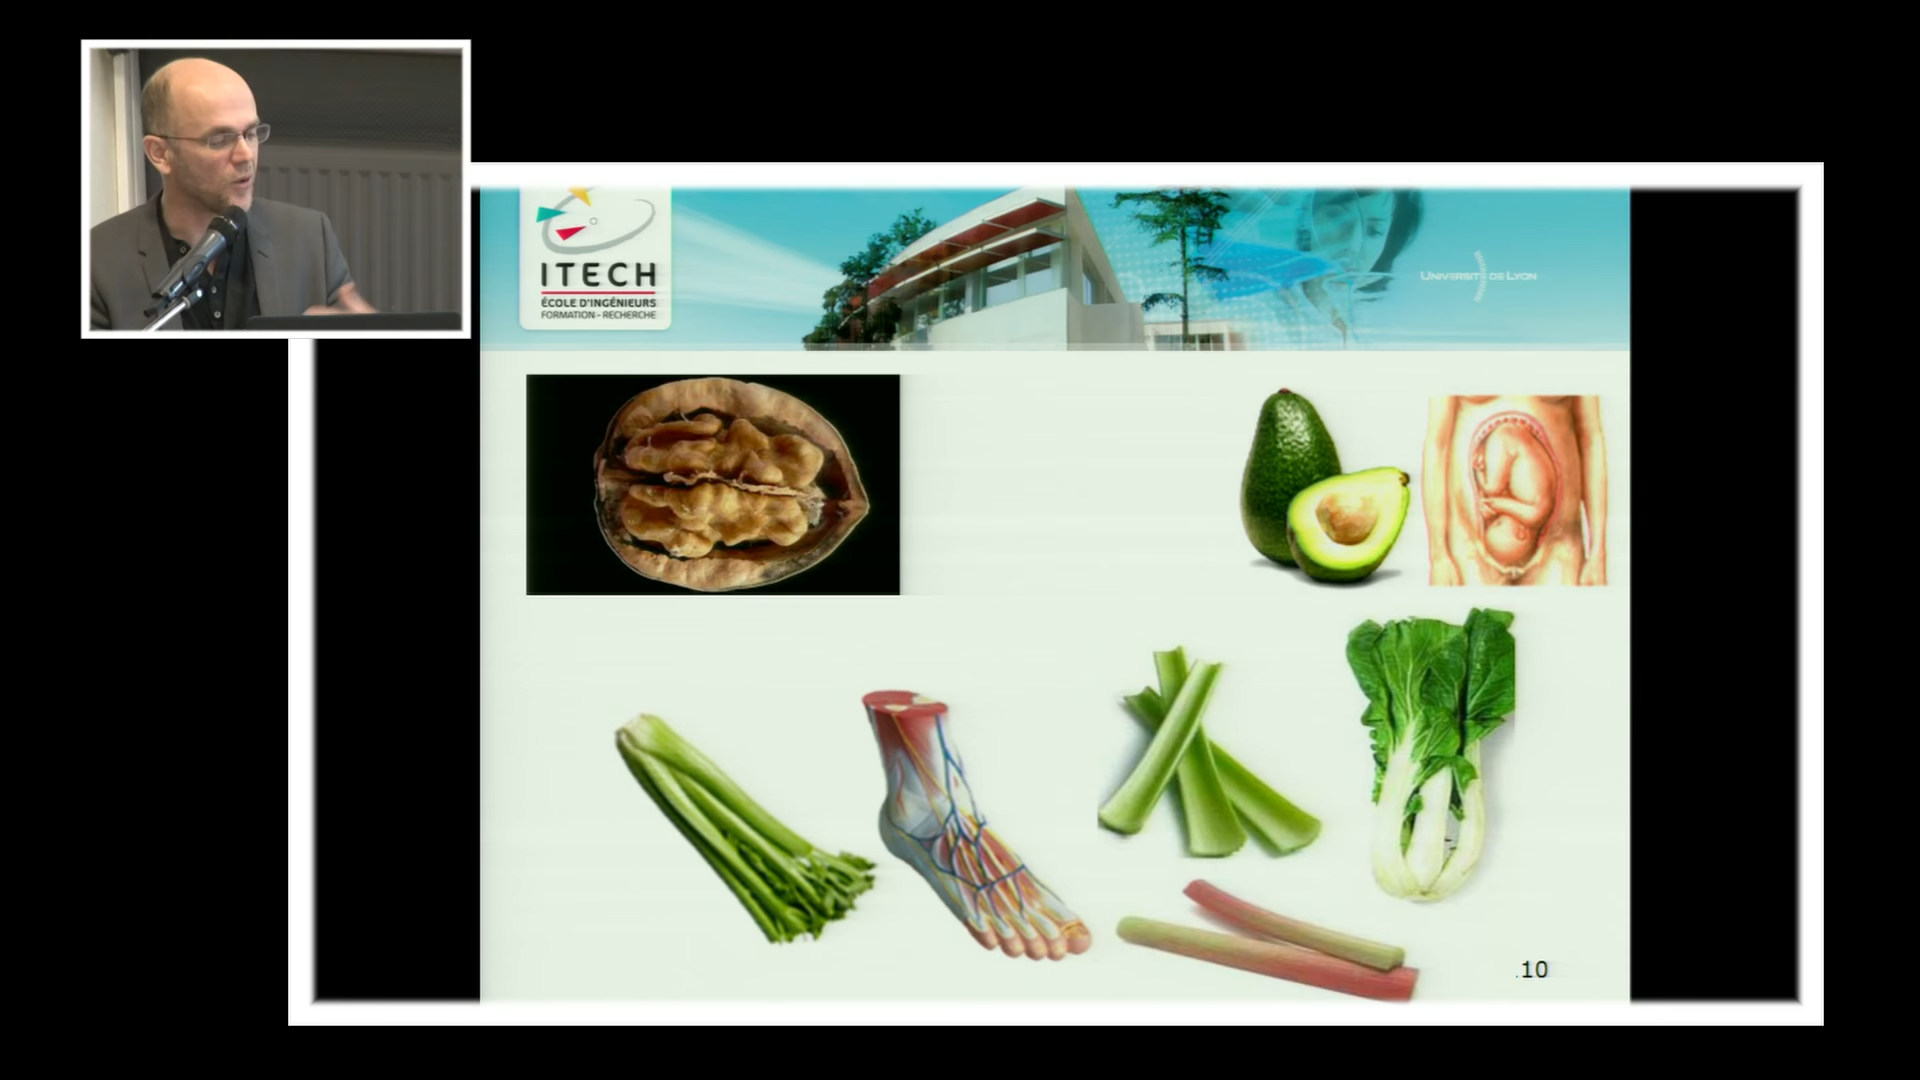 ITECH
ÉCOLE D'INGÉNIEURS
FORMATION - RECHERCHE
UNIVERSITÉ DE LYON
10